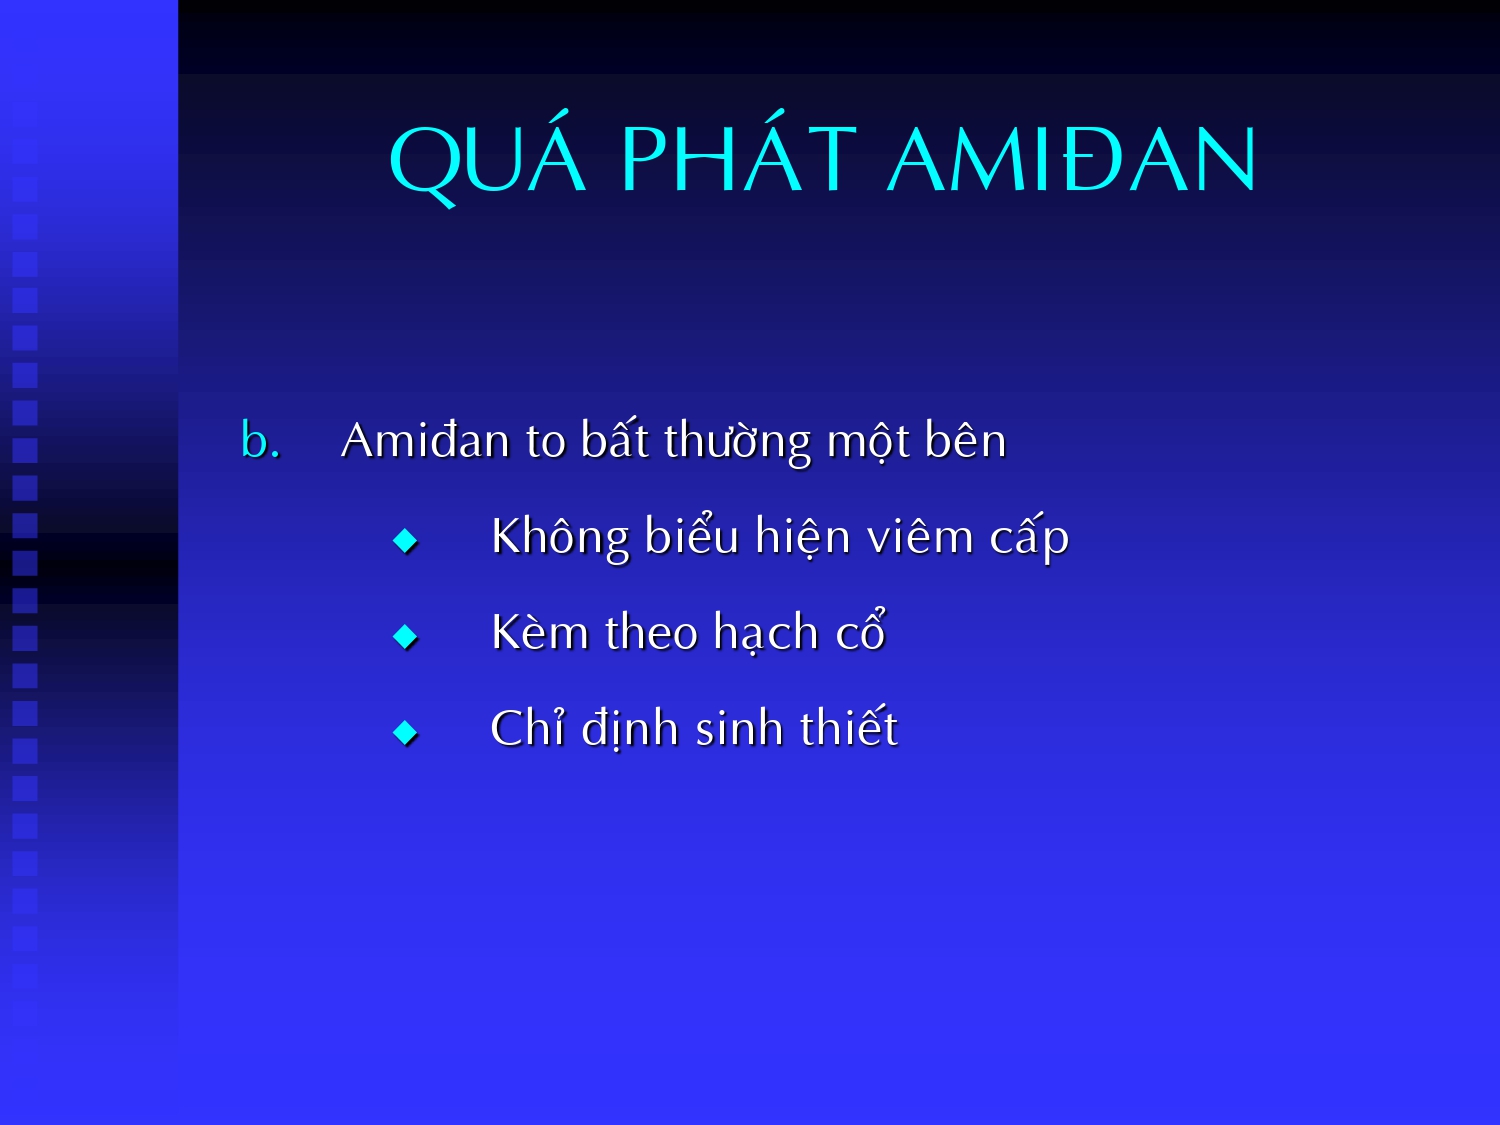 QUÁ PHÁT AMIĐAN
b. Amiđan to bất thường một bên
Không biểu hiện viêm cấp
Kèm theo hạch cổ
Chỉ định sinh thiết